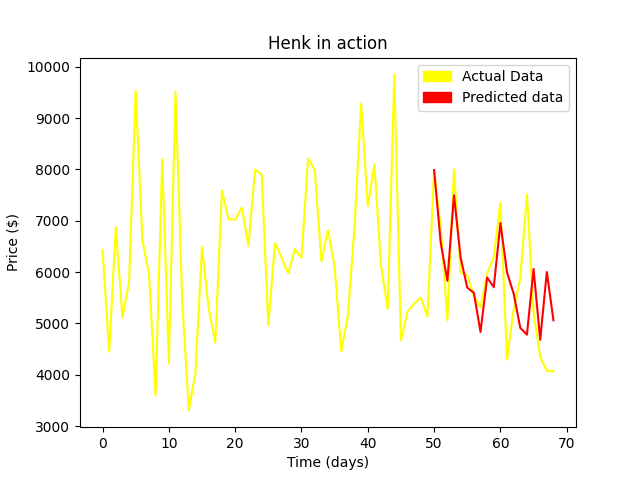 Henk in action
Actual Data
Predicted data
Price ($)
10000
9000
8000
7000
6000
5000
4000
3000
0 10 20 30 40 50 60 70
Time (days)